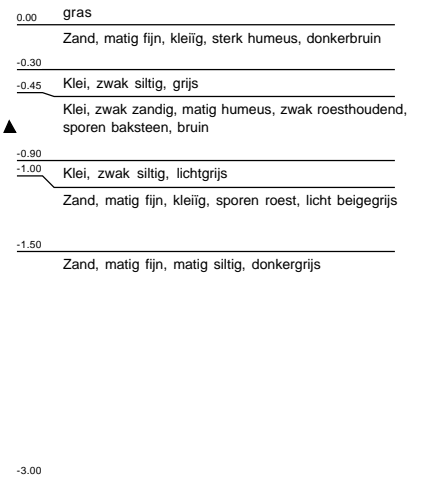 0.00 gras
Zand, matig fijn, kleiïg, sterk humeus, donkerbruin
-0.30
-0.45 Klei, zwak siltig, grijs
Klei, zwak zandig, matig humeus, zwak roesthoudend,
sporen baksteen, bruin
-0.90
-1.00 Klei, zwak siltig, lichtgrijs
Zand, matig fijn, kleiïg, sporen roest, licht beigegrijs
-1.50
Zand, matig fijn, matig siltig, donkergrijs
-3.00